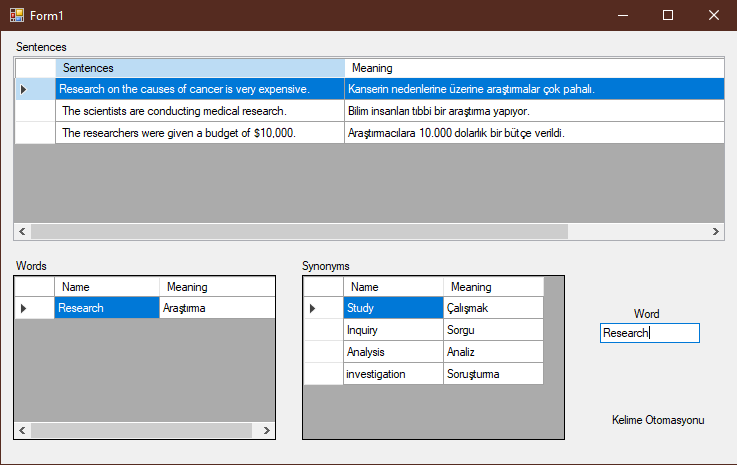 Form1
Sentences
Sentences Meaning
Research on the causes of cancer is very expensive. Kanserin nedenlerine üzerine araştırmalar çok pahalı.
The scientists are conducting medical research. Bilim insanları tıbbi bir araştırma yapıyor.
The researchers were given a budget of $10,000. Araştırmacılara 10.000 dolarlık bir bütçe verildi.
Words
Name Meaning
Research Araştırma
Synonyms
Name Meaning
Study Çalışmak
Inquiry Sorgu
Analysis Analiz
investigation Soruşturma
Word
Research
Kelime Otomasyonu